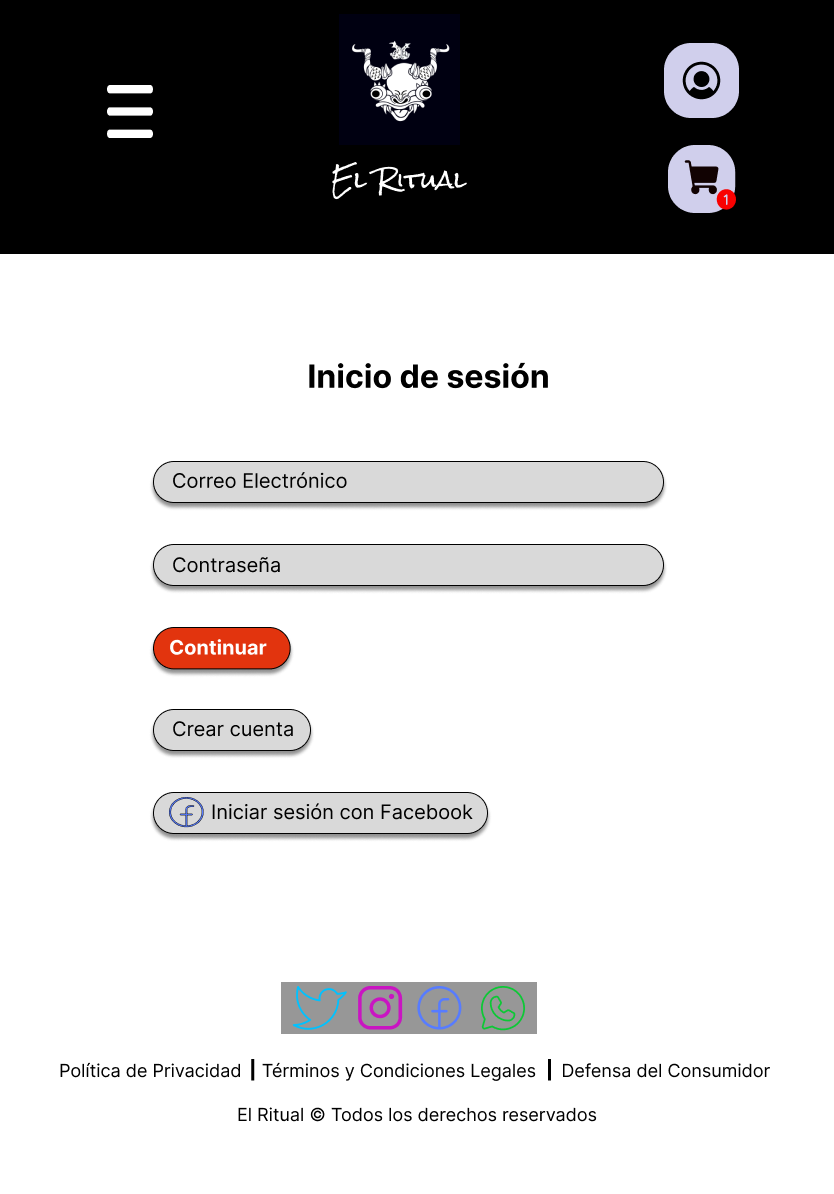 El Ritual
1
Inicio de sesión
Correo Electrónico
Contraseña
Continuar
Crear cuenta
Iniciar sesión con Facebook
Política de Privacidad | Términos y Condiciones Legales | Defensa del Consumidor
El Ritual © Todos los derechos reservados